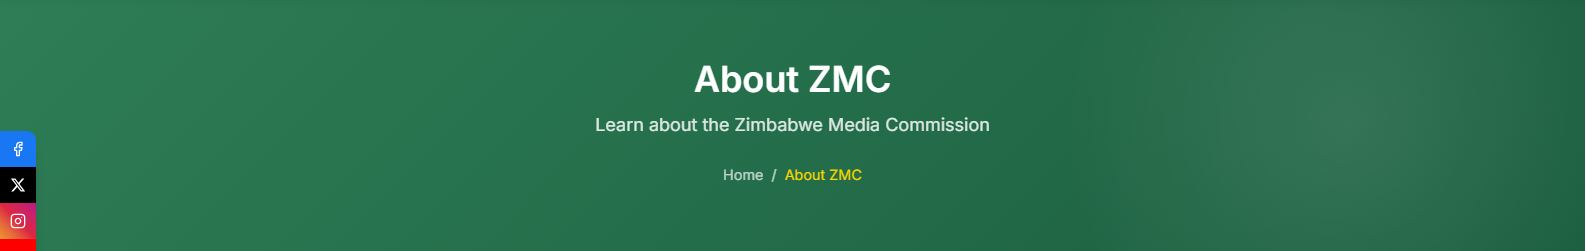 About ZMC
Learn about the Zimbabwe Media Commission
Home / About ZMC